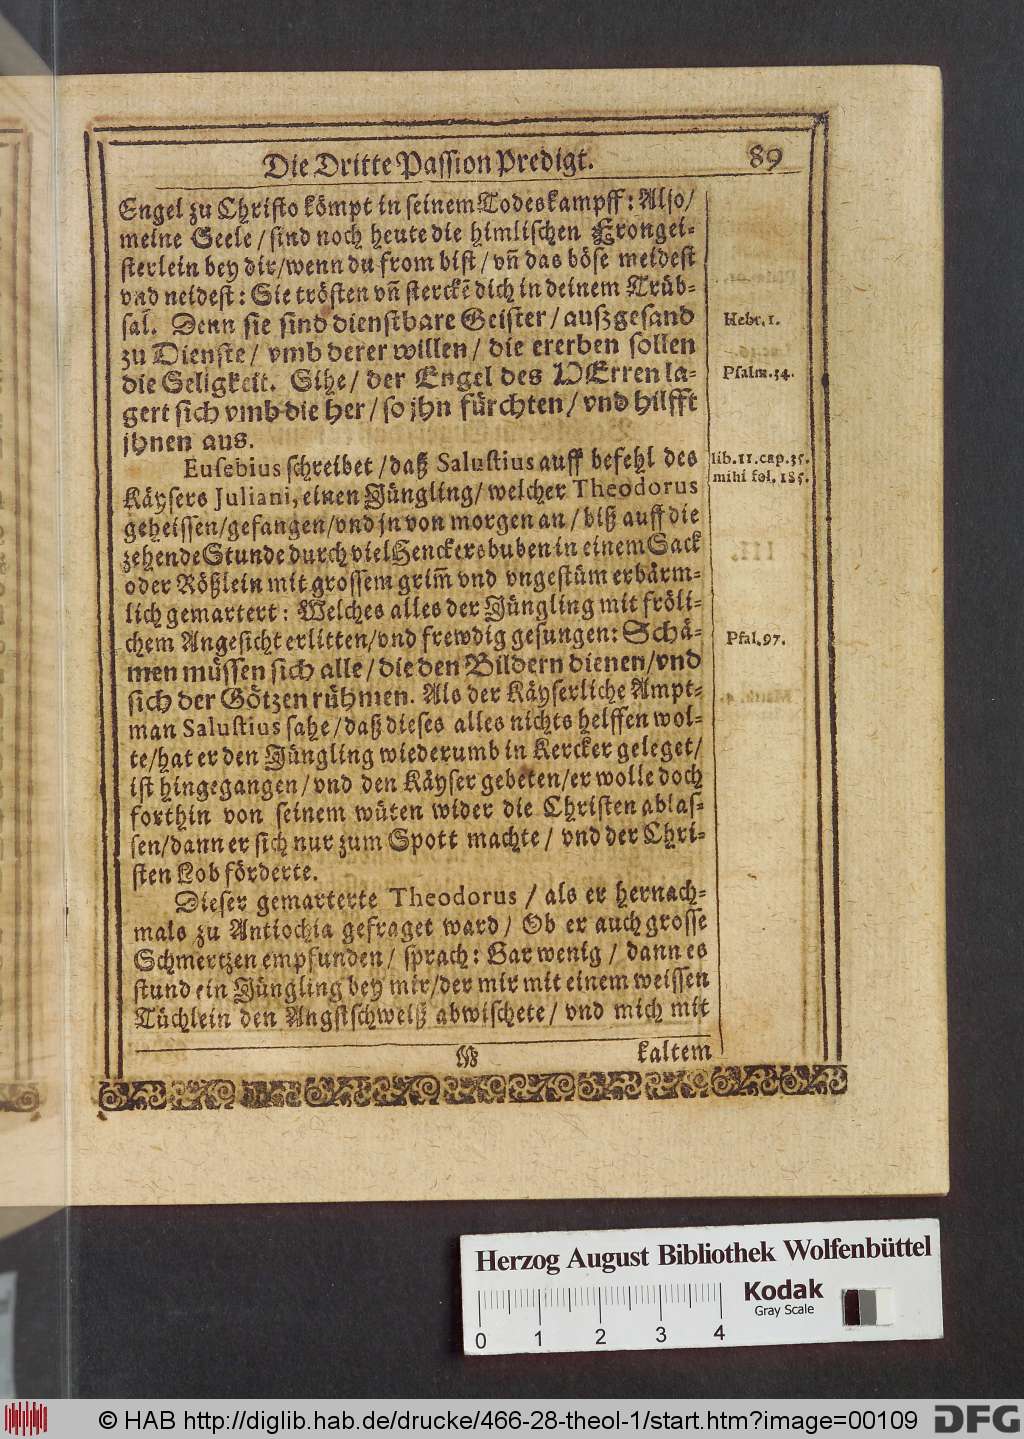 Die Dritte Passion Predigt. 89
Engel zu Christo kömpt in seinem Todeskampff: Also/
meine Seele / sind noch heute die himlischen Frongei-
sterlein bey dir/wenn du from bist / vn̄ das böse meidest
vnd neidest: Sie trösten vn̄ sterckē dich in deinem Trüb-
sal. Denn sie sind dienstbare Geister / außgesand
zu Dienste / vmb derer willen / die ererben sollen
die Seligkeit. Sihe / der Engel des HErren la-
gert sich vmb die her / so jhn fürchten / vnd hilfft
jhnen aus.
Hebr. 1.
Psalm. 34.
Eusebius schreibet / daß Salustius auff befehl des
Käysers Juliani, einen Jüngling/ welcher Theodorus
geheissen/gefangen/vnd jn von morgen an / biß auff die
zehende Stunde durch viel Henckersbuben in einem Sack
oder Rößlein mit grossem grim̄ vnd vngestüm erbärm-
lich gemartert: Welches alles der Jüngling mit fröli-
chem Angesicht erlitten/vnd frewdig gesungen: Schä-
men müssen sich alle / die den Bildern dienen/vnd
sich der Götzen rühmen. Als der Käyserliche Ampt-
man Salustius sahe / daß dieses alles nichts helffen wol-
te/hat er den Jüngling wiederumb in Kercker geleget/
ist hingegangen / vnd den Käyser gebeten/er wolle doch
forthin von seinem wüten wider die Christen ablas-
sen/dann er sich nur zum Spott machte / vnd der Chri-
sten Lob förderte.
lib. 11. cap. 35.
mihi fol. 185.
Psal. 97.
Dieser gemarterte Theodorus / als er hernach-
mals zu Antiochia gefraget ward / Ob er auch grosse
Schmertzen empfunden / sprach: Gar wenig / dann es
stund ein Jüngling bey mir/der mir mit einem weissen
Tüchlein den Angstschweiß abwischete / vnd mich mit
M kaltem
Herzog August Bibliothek Wolfenbüttel
Kodak
Gray Scale
0 1 2 3 4
© HAB http://diglib.hab.de/drucke/466-28-theol-1/start.htm?image=00109
DFG